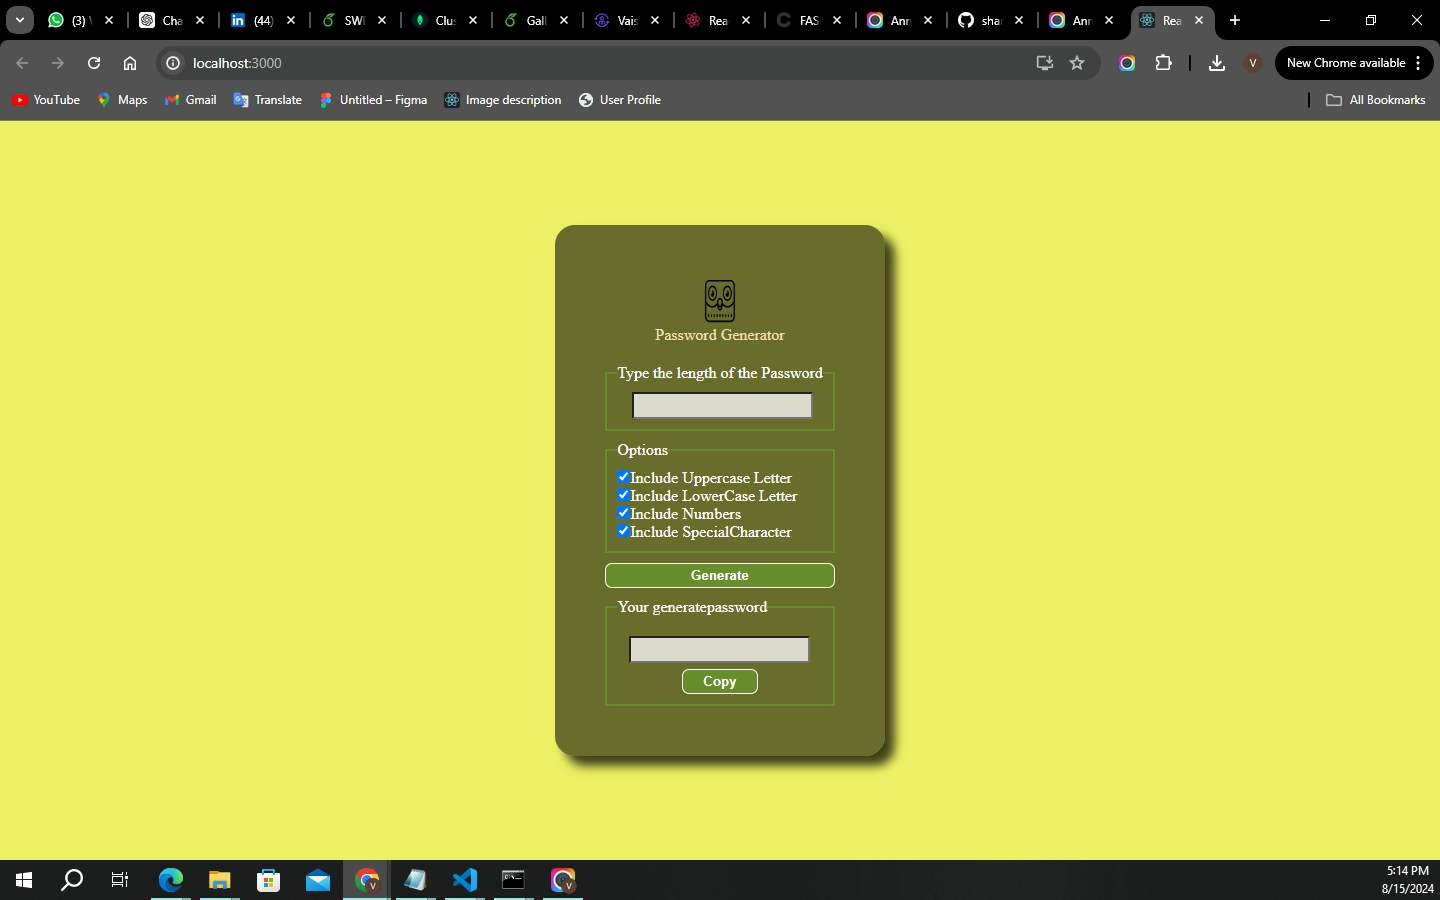 (3)
Cha
(44)
SWI
Clus
Gall
Vais
Rea
FAS
Ann
sha
Ann
Rea
localhost:3000
V
New Chrome available
YouTube
Maps
Gmail
Translate
Untitled – Figma
Image description
User Profile
All Bookmarks
Password Generator
Type the length of the Password
Options
Include Uppercase Letter
Include LowerCase Letter
Include Numbers
Include SpecialCharacter
Generate
Your generatepassword
Copy
5:14 PM
8/15/2024